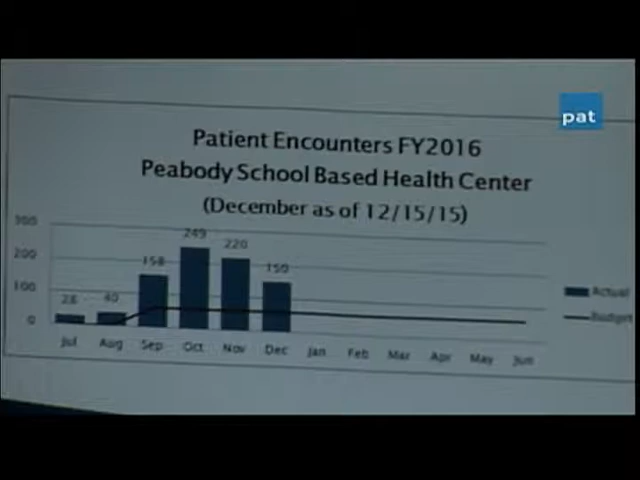 pat
Patient Encounters FY2016
Peabody School Based Health Center
(December as of 12/15/15)
300
200
100
0
28
40
158
249
220
150
Jul Aug Sep Oct Nov Dec Jan Feb Mar Apr May Jun
Actual
Budget